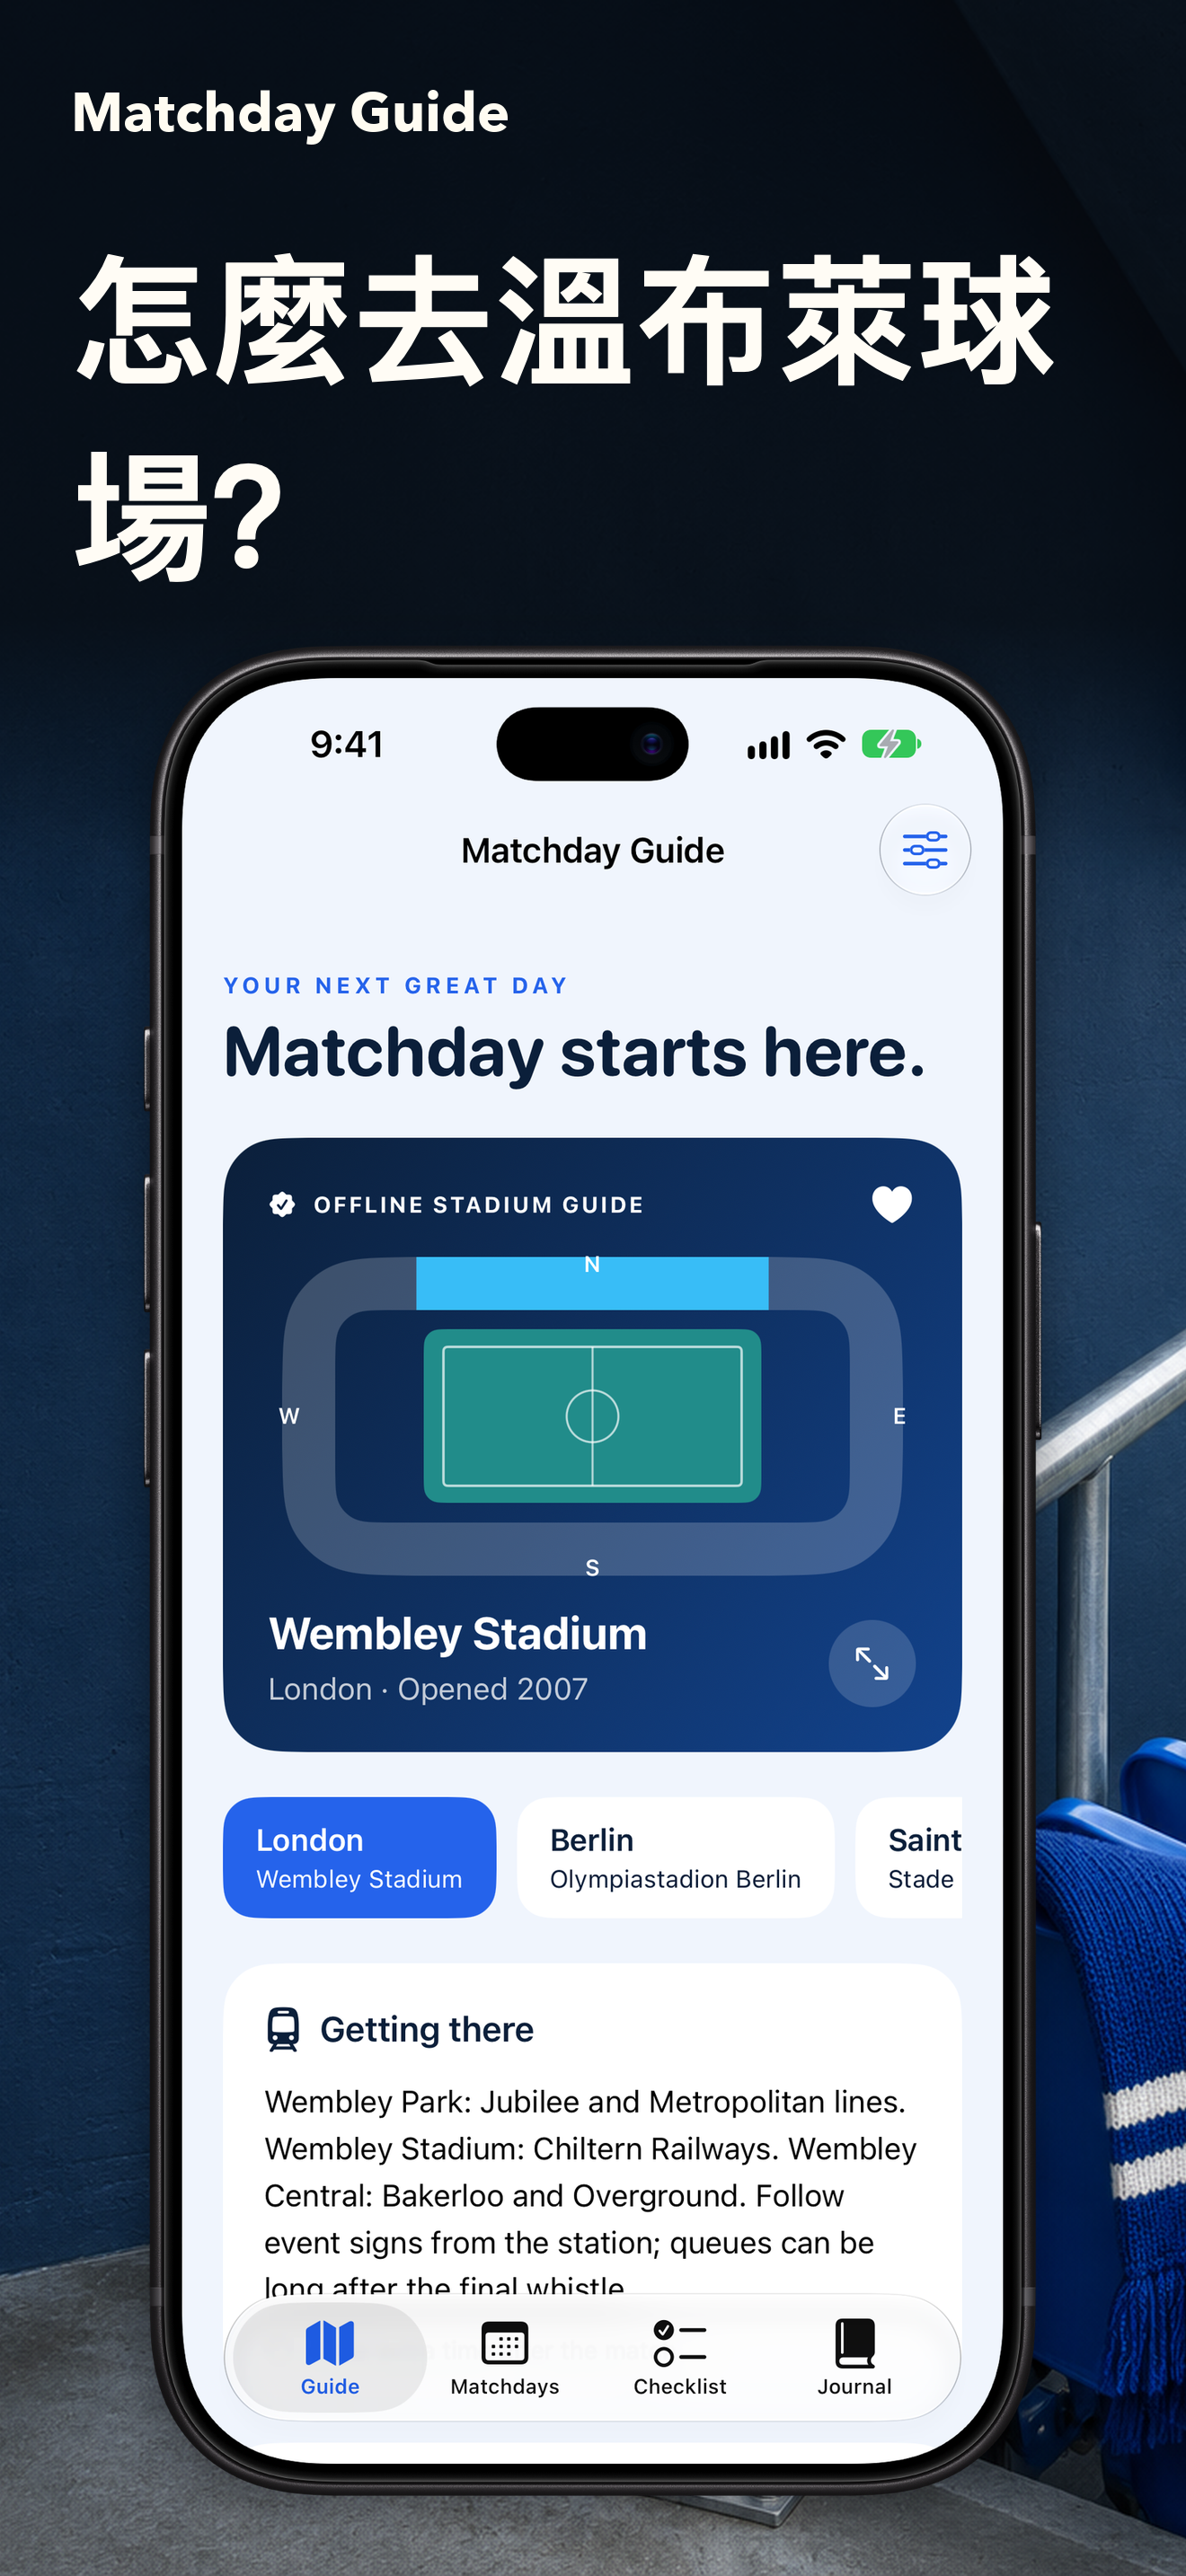 Matchday Guide
怎麼去溫布萊球
場?
9:41
Matchday Guide
YOUR NEXT GREAT DAY
Matchday starts here.
OFFLINE STADIUM GUIDE
N
W
E
S
Wembley Stadium
London · Opened 2007
London
Wembley Stadium
Berlin
Olympiastadion Berlin
Saint
Stade
Getting there
Wembley Park: Jubilee and Metropolitan lines.
Wembley Stadium: Chiltern Railways. Wembley
Central: Bakerloo and Overground. Follow
event signs from the station; queues can be
long after the final whistle.
Guide
Matchdays
Checklist
Journal